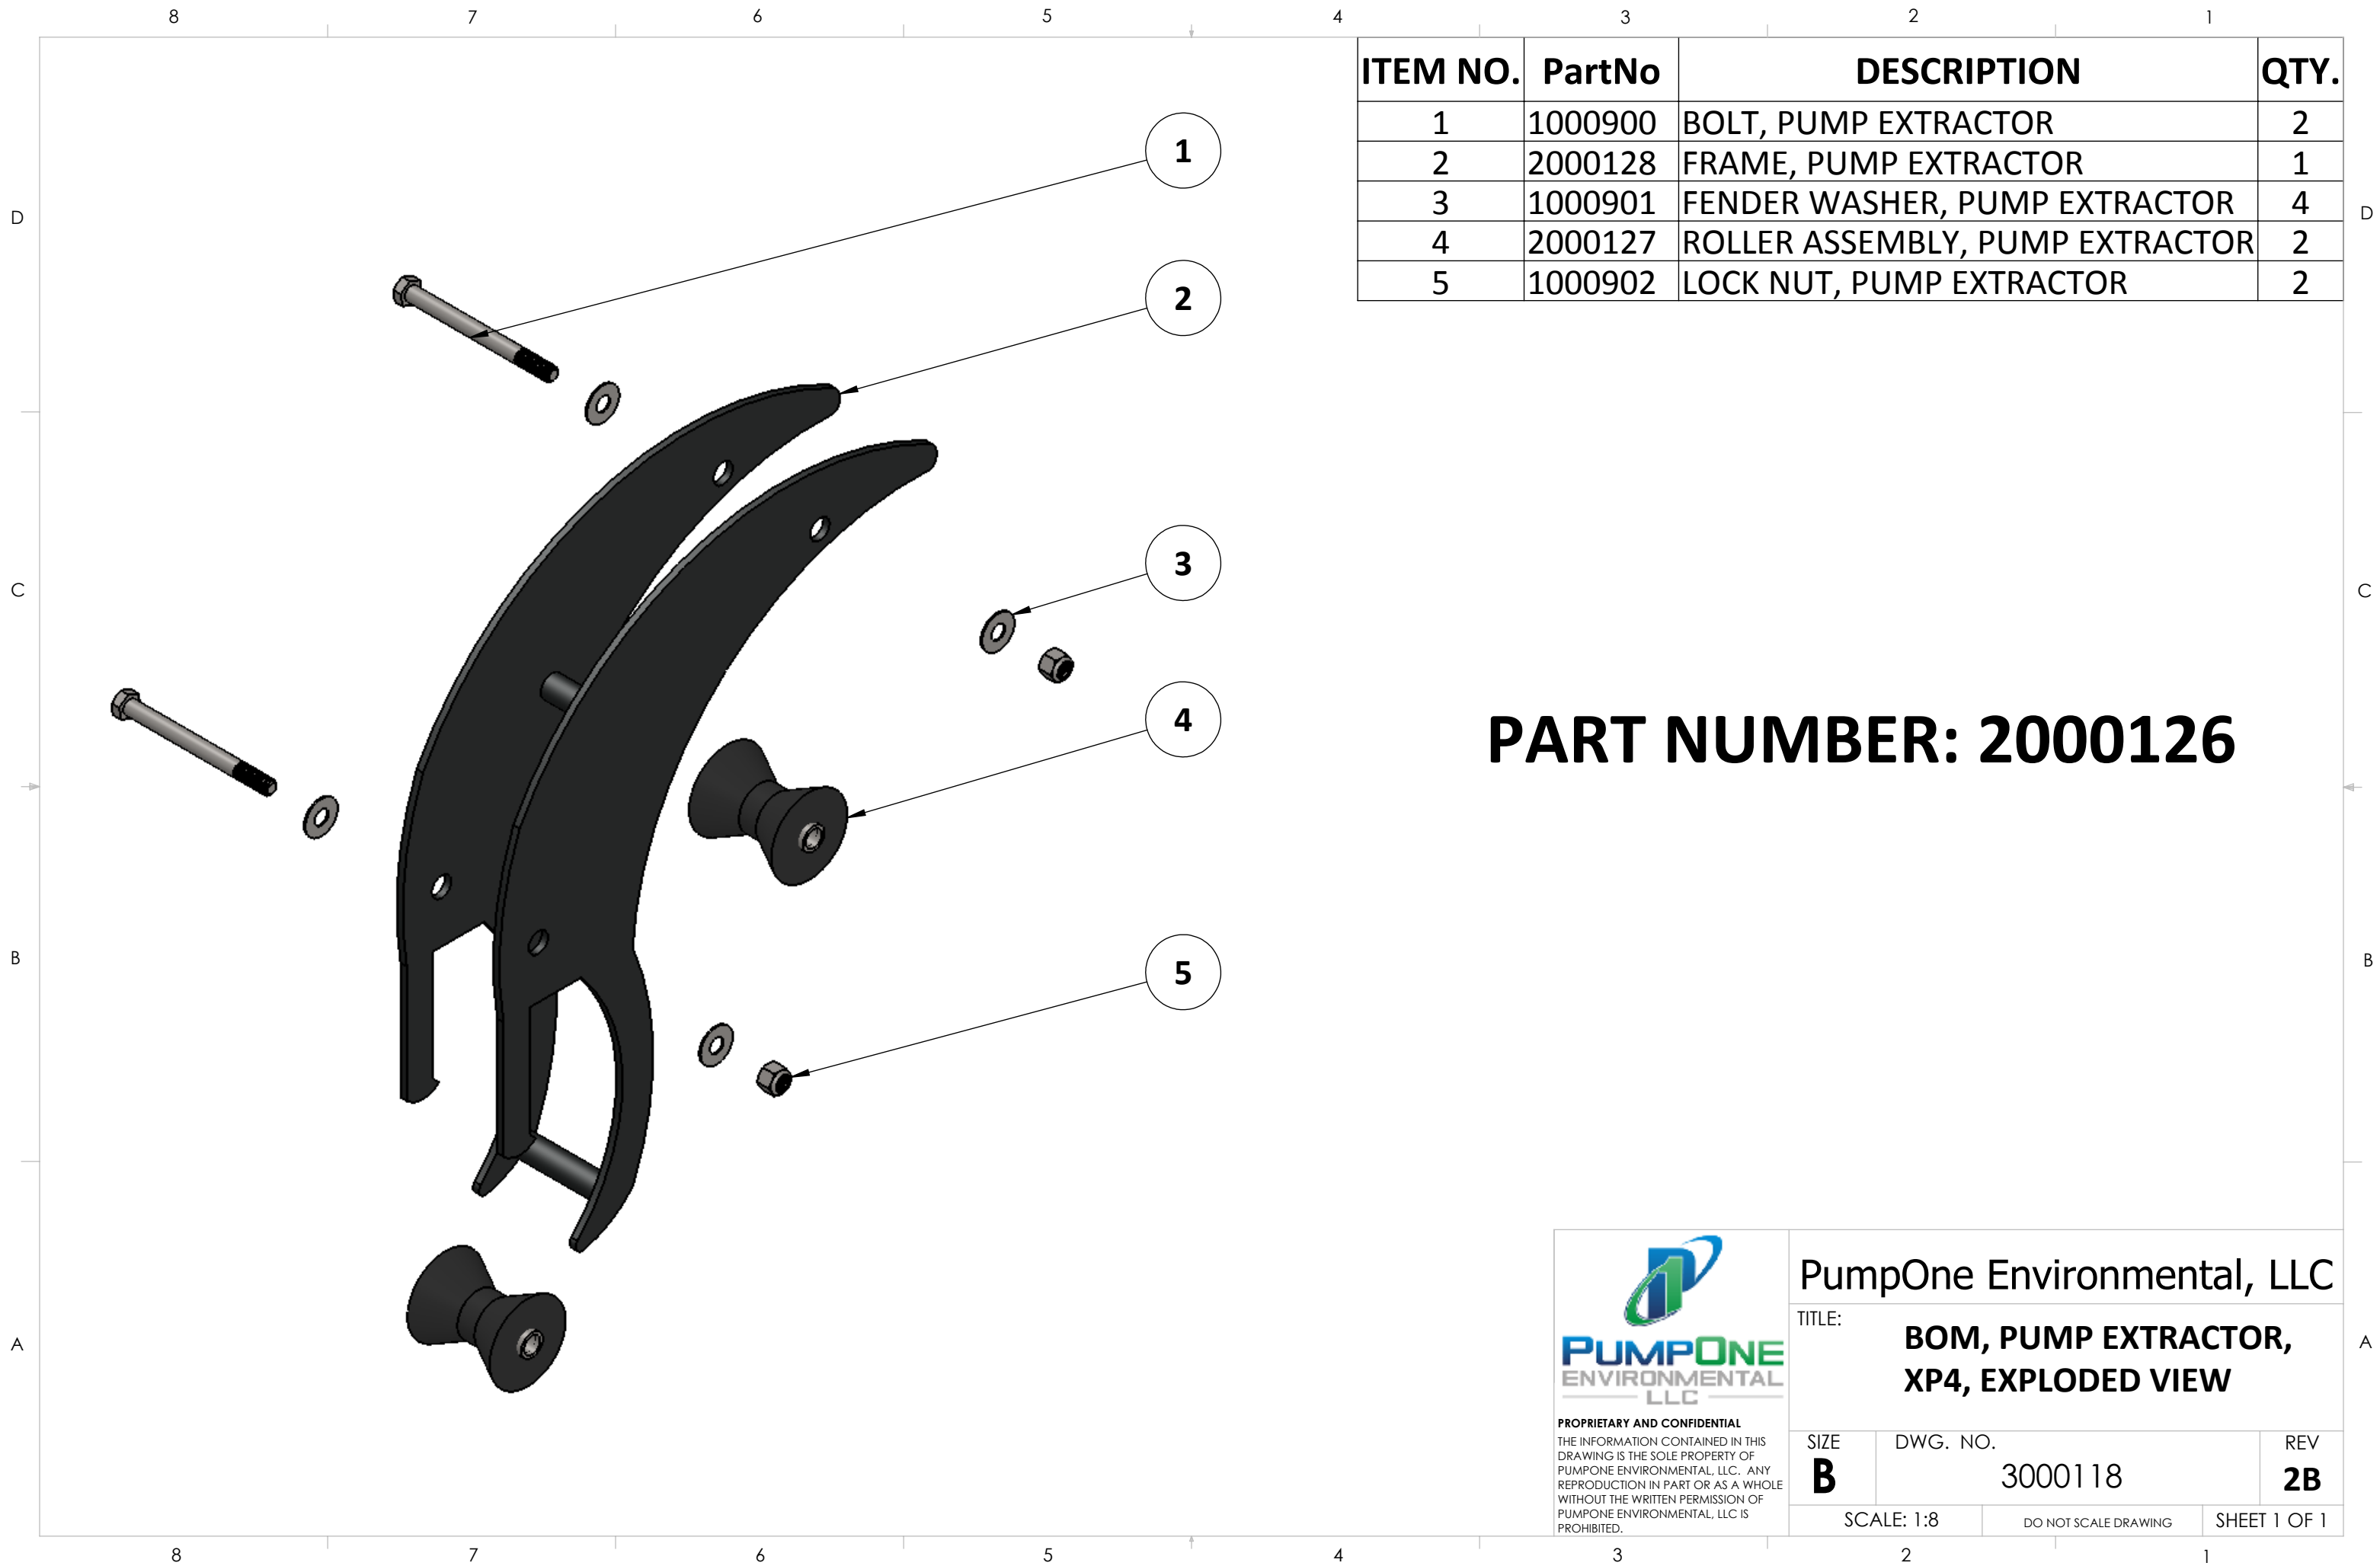 8 7 6 5 4 3 2 1
ITEM NO. PartNo DESCRIPTION QTY.
1 1000900 BOLT, PUMP EXTRACTOR 2
2 2000128 FRAME, PUMP EXTRACTOR 1
3 1000901 FENDER WASHER, PUMP EXTRACTOR 4
4 2000127 ROLLER ASSEMBLY, PUMP EXTRACTOR 2
5 1000902 LOCK NUT, PUMP EXTRACTOR 2
1
D D
2
3
C C
4
PART NUMBER: 2000126
B B
5
PumpOne Environmental, LLC
TITLE:
BOM, PUMP EXTRACTOR,
XP4, EXPLODED VIEW
A A
PUMPONE
ENVIRONMENTAL
LLC
PROPRIETARY AND CONFIDENTIAL
THE INFORMATION CONTAINED IN THIS
DRAWING IS THE SOLE PROPERTY OF
PUMPONE ENVIRONMENTAL, LLC. ANY
REPRODUCTION IN PART OR AS A WHOLE
WITHOUT THE WRITTEN PERMISSION OF
PUMPONE ENVIRONMENTAL, LLC IS
PROHIBITED.
SIZE DWG. NO. REV
B 3000118 2B
SCALE: 1:8 DO NOT SCALE DRAWING SHEET 1 OF 1
8 7 6 5 4 3 2 1